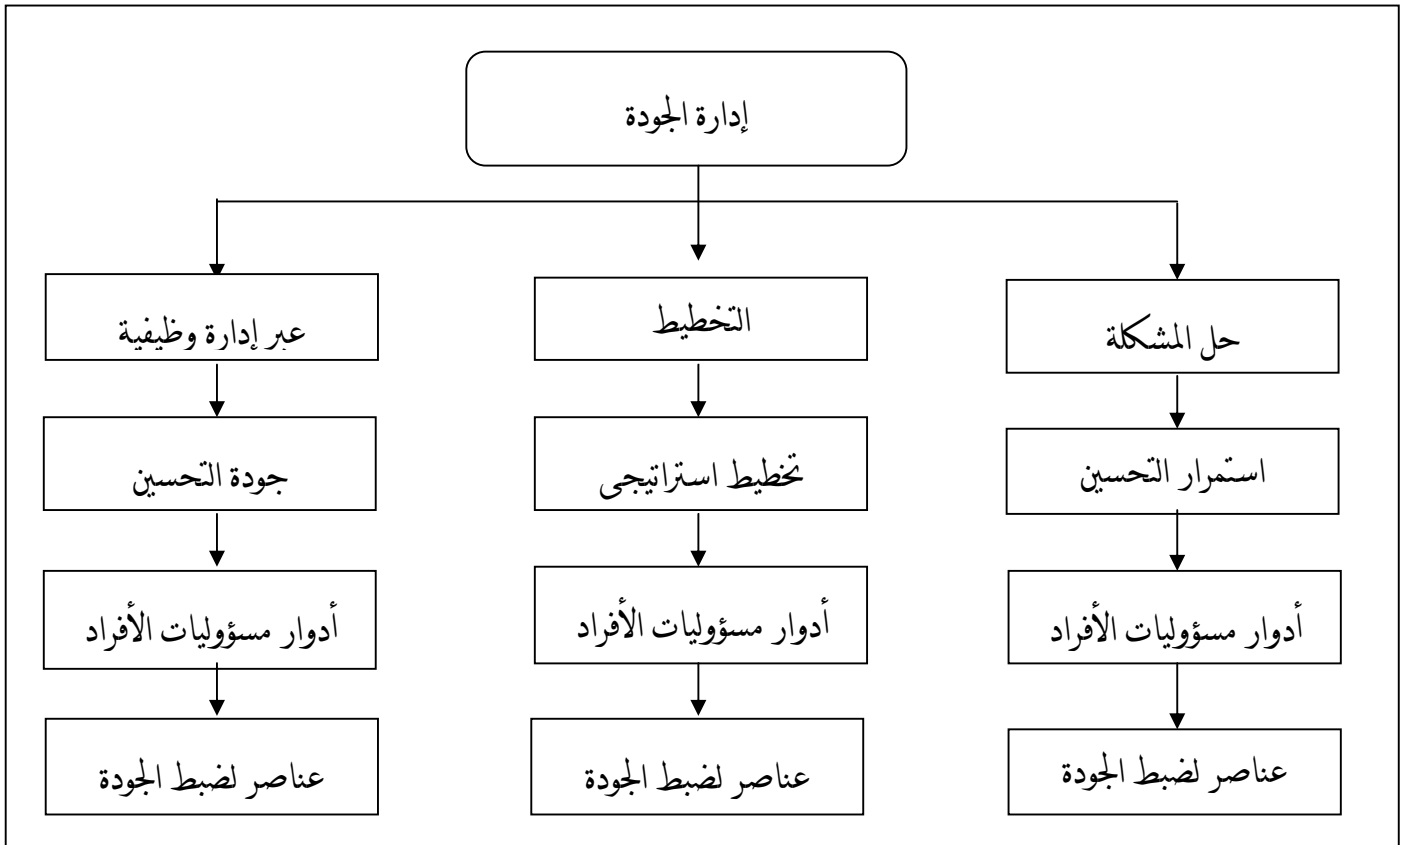 إدارة الجودة
حل المشكلة
التخطيط
عبر إدارة وظيفية
استمرار التحسين
تخطيط استراتيجى
جودة التحسين
أدوار مسؤوليات الأفراد
أدوار مسؤوليات الأفراد
أدوار مسؤوليات الأفراد
عناصر لضبط الجودة
عناصر لضبط الجودة
عناصر لضبط الجودة